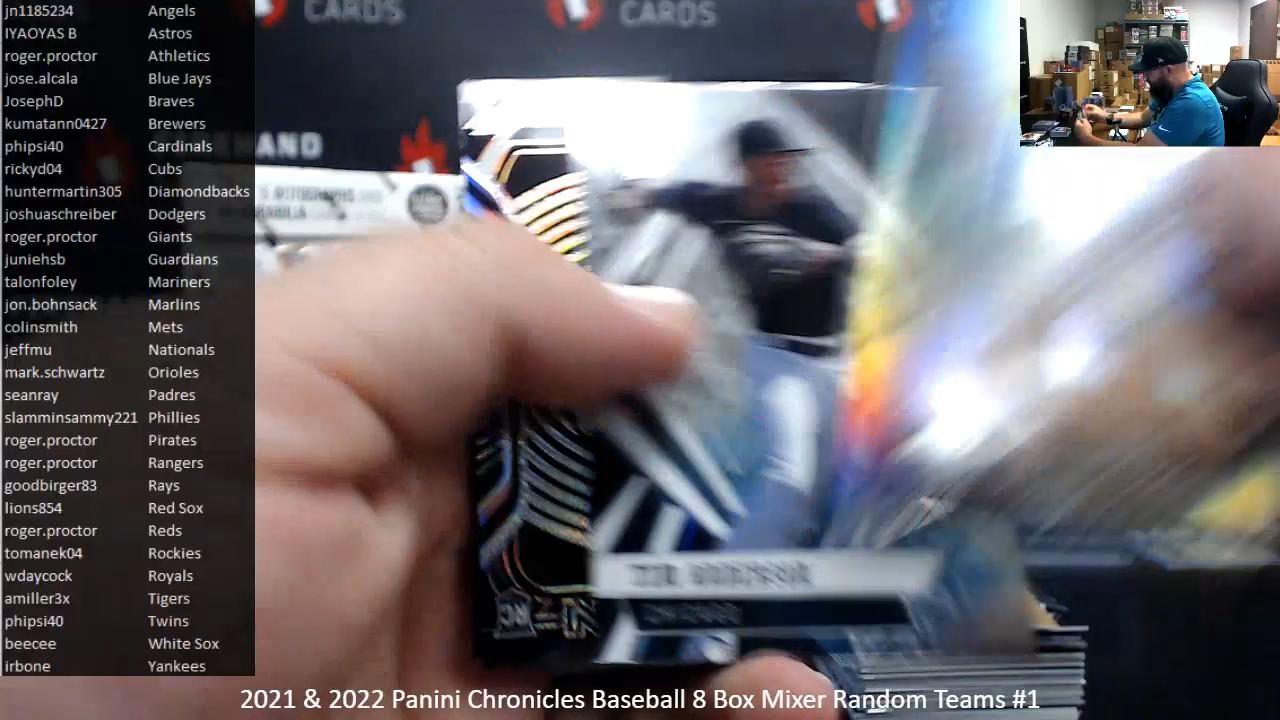 jn1185234 Angels
IYAOYAS B Astros
roger.proctor Athletics
jose.alcala Blue Jays
JosephD Braves
kumatann0427 Brewers
phipsi40 Cardinals
rickyd04 Cubs
huntermartin305 Diamondbacks
joshuaschreiber Dodgers
roger.proctor Giants
juniehsb Guardians
talonfoley Mariners
jon.bohnsack Marlins
colinsmith Mets
jeffmu Nationals
mark.schwartz Orioles
seanray Padres
slamminsammy221 Phillies
roger.proctor Pirates
roger.proctor Rangers
goodbirger83 Rays
lions854 Red Sox
roger.proctor Reds
tomanek04 Rockies
wdaycock Royals
amiller3x Tigers
phipsi40 Twins
beecee White Sox
irbone Yankees
CARDS CARDS C
EMAND
RC
2021 & 2022 Panini Chronicles Baseball 8 Box Mixer Random Teams #1